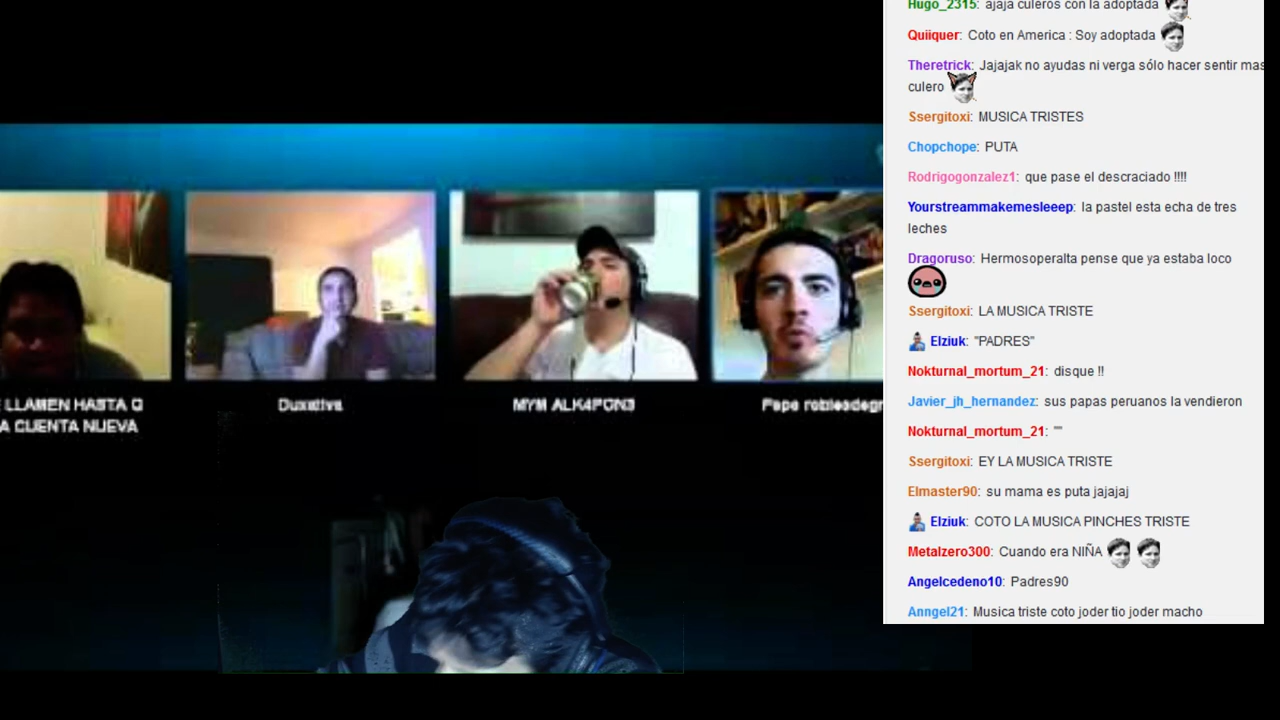 LLAMEN HASTA Q
A CUENTA NUEVA
Duxativa
MYM ALK4PON3
Pepe roblesdegr
Hugo_2315: ajaja culeros con la adoptada
Quiiquer: Coto en America : Soy adoptada
Theretrick: Jajajak no ayudas ni verga sólo hacer sentir mas
culero
Ssergitoxi: MUSICA TRISTES
Chopchope: PUTA
Rodrigogonzalez1: que pase el descraciado !!!!
Yourstreammakemesleeep: la pastel esta echa de tres
leches
Dragoruso: Hermosoperalta pense que ya estaba loco
Ssergitoxi: LA MUSICA TRISTE
Elziuk: "PADRES"
Nokturnal_mortum_21: disque !!
Javier_jh_hernandez: sus papas peruanos la vendieron
Nokturnal_mortum_21: ""
Ssergitoxi: EY LA MUSICA TRISTE
Elmaster90: su mama es puta jajajaj
Elziuk: COTO LA MUSICA PINCHES TRISTE
Metalzero300: Cuando era NIÑA
Angelcedeno10: Padres90
Anngel21: Musica triste coto joder tio joder macho